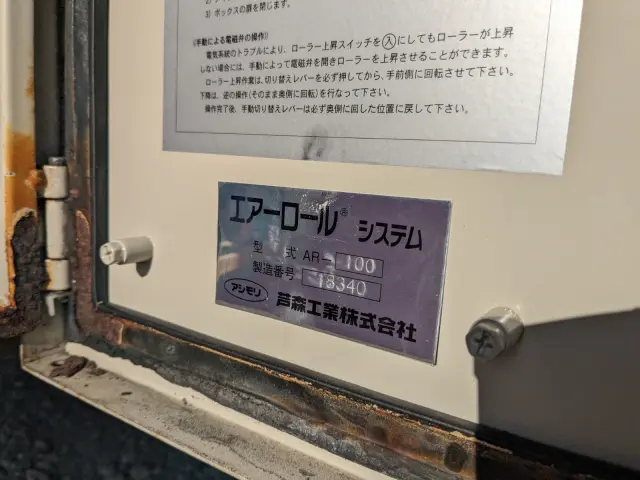 3) ボックスの扉を閉じます。
《手動による電磁弁の操作》
電気系統のトラブルにより、ローラー上昇スイッチを㊅にしてもローラーが上昇
しない場合には、手動によって電磁弁を開きローラーを上昇させることができます。
ローラー上昇作業は、切り替えレバーを必ず押してから、手前側に回転させて下さい。
下降は、逆の操作(そのまま奥側に回転)を行なって下さい。
操作完了後、手動切り替えレバーは必ず奥側に回した位置に戻して下さい。
エアーロール® システム
型式 AR-100
製造番号 18340
アシモリ 芦森工業株式会社